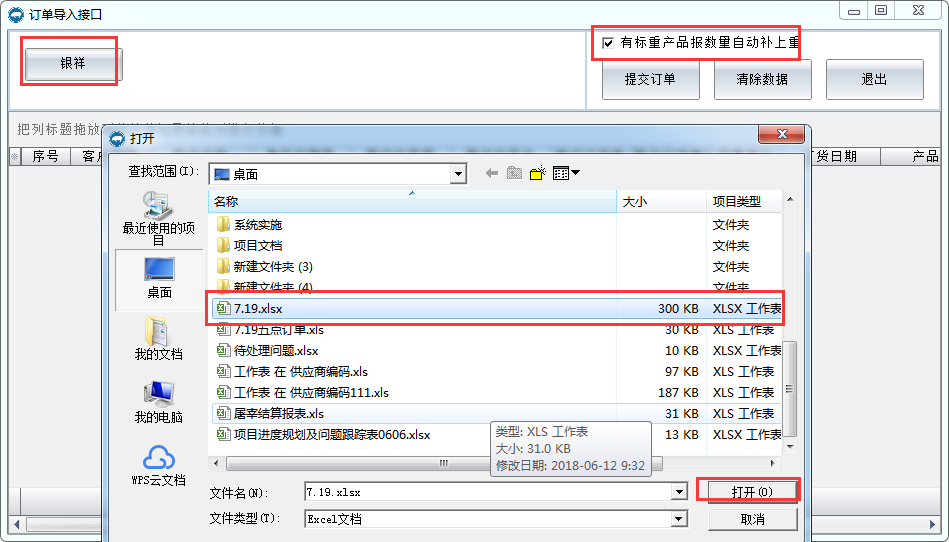 订单导入接口
银祥
有标重产品报数量自动补上重
提交订单 清除数据 退出
把列标题拖放
序号 客户 货日期 产品
打开
查找范围(I): 桌面
名称 大小 项目类型
最近使用的项目
桌面
我的文档
我的电脑
WPS云文档
系统实施 文件夹
项目文档 文件夹
新建文件夹 (3) 文件夹
新建文件夹 (4) 文件夹
7.19.xlsx 300 KB XLSX 工作表
7.19五点订单.xls 30 KB XLS 工作表
待处理问题.xlsx 10 KB XLSX 工作表
工作表 在 供应商编码.xls 97 KB XLS 工作表
工作表 在 供应商编码111.xls 187 KB XLS 工作表
屠宰结算报表.xls 31 KB XLS 工作表
项目进度规划及问题跟踪表0606.xlsx 13 KB XLSX 工作表
类型: XLS 工作表
大小: 31.0 KB
修改日期: 2018-06-12 9:32
文件名(N): 7.19.xlsx 打开(O)
文件类型(T): Excel文档 取消